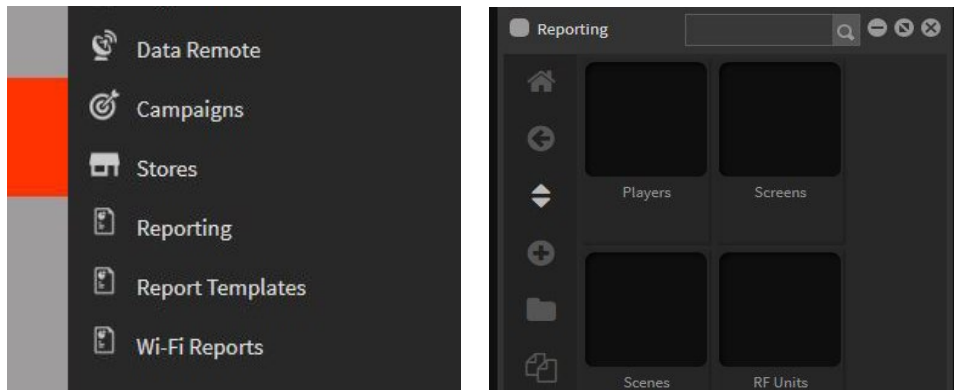 Data Remote
Campaigns
Stores
Reporting
Report Templates
Wi-Fi Reports
Reporting
Players Screens
Scenes RF Units